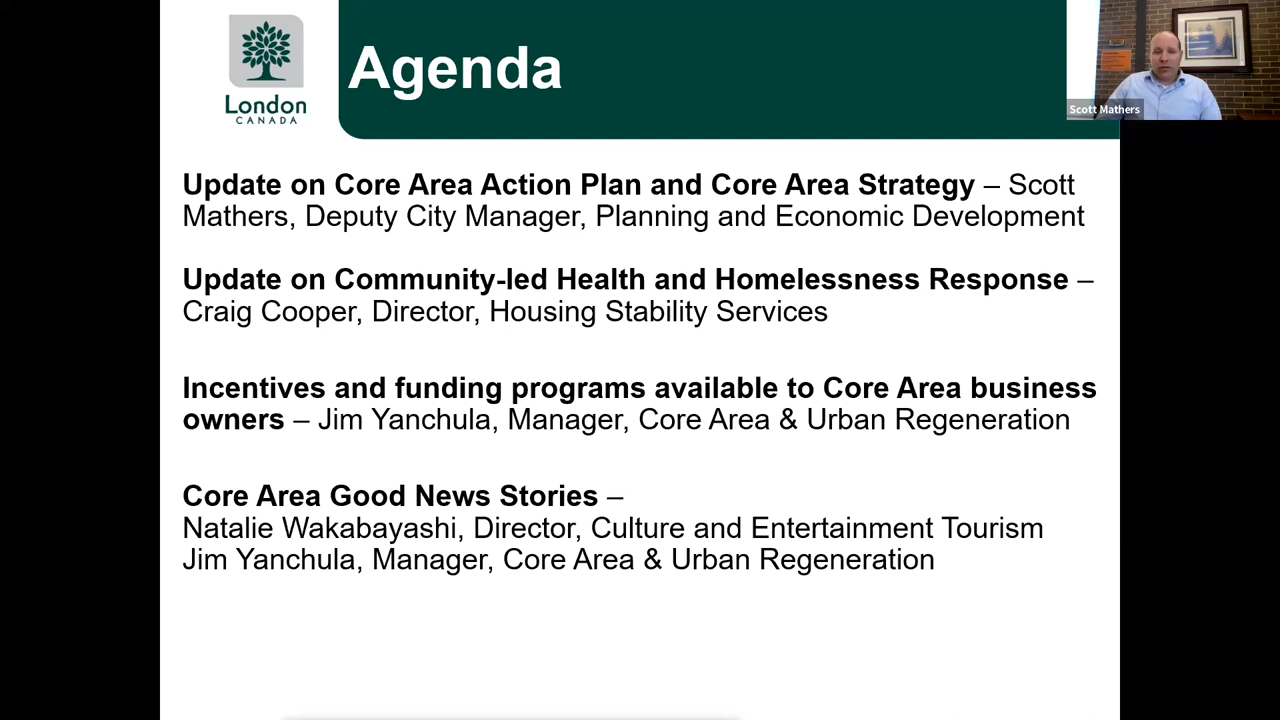 London
CANADA
Agenda
Scott Mathers
Update on Core Area Action Plan and Core Area Strategy – Scott
Mathers, Deputy City Manager, Planning and Economic Development
Update on Community-led Health and Homelessness Response –
Craig Cooper, Director, Housing Stability Services
Incentives and funding programs available to Core Area business
owners – Jim Yanchula, Manager, Core Area & Urban Regeneration
Core Area Good News Stories –
Natalie Wakabayashi, Director, Culture and Entertainment Tourism
Jim Yanchula, Manager, Core Area & Urban Regeneration